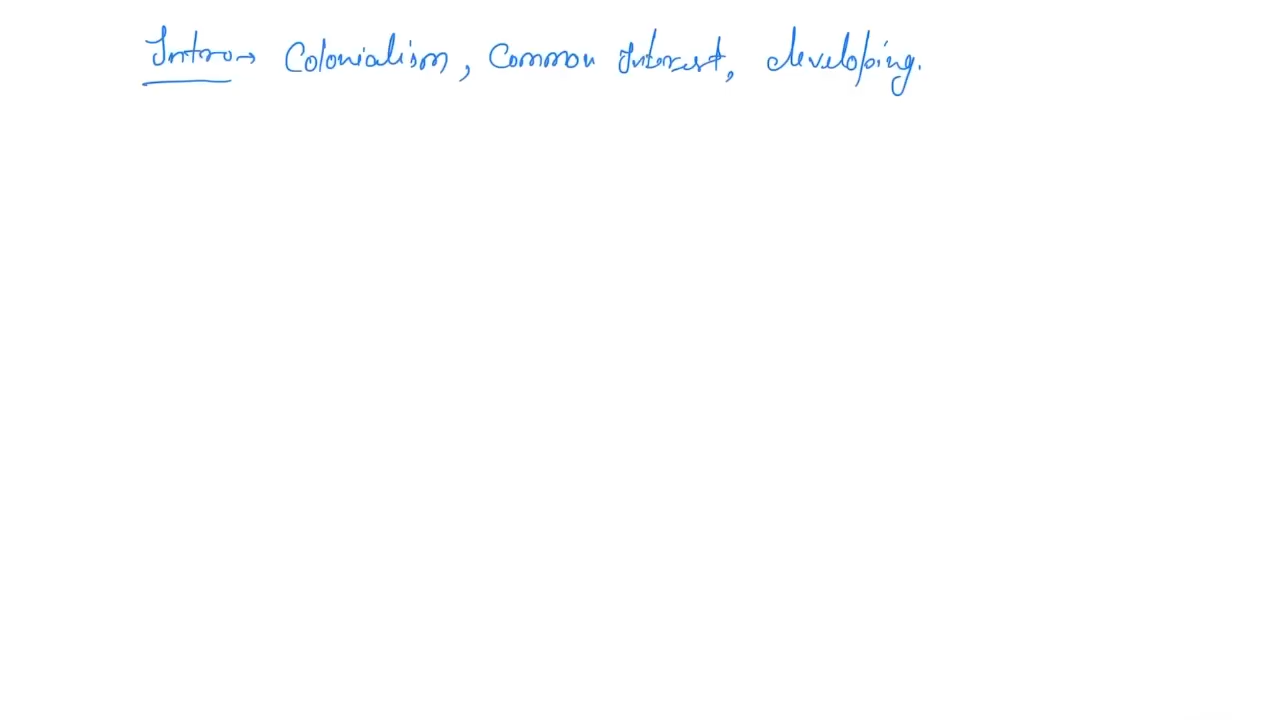 Intro → Colonialism, Common Interest, developing.